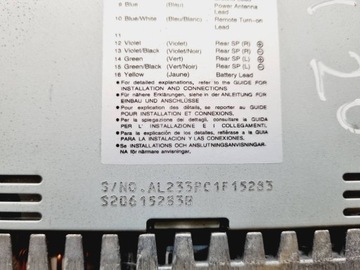 9 Blue (Blau) Power Antenna
Lead
10 Blue/White (Bleu/Blanc) Remote Turn-on
Lead
11
12 Violet (Violet) Rear SP (R) ⊕
13 Violet/Black (Violet/Noir) Rear SP (R) ⊖
14 Green (Vert) Rear SP (L) ⊕
15 Green/Black (Vert/Noir) Rear SP (L) ⊖
16 Yellow (Jaune) Battery Lead
● For detailed explanations, refer to the GUIDE FOR
INSTALLATION AND CONNECTIONS
● Für nähere Erklärungen, siehe in der ANLEITUNG FÜR
EINBAU UND ANSCHLÜSSE
● Pour explication des détails, se reporter au GUIDE
POUR INSTALLATION ET CONNEXIONS.
● Per la spiegazione dei dettagli, consultare la GUIDA
PER L' INSTALLAZIONE E I COLLEGAMENTI.
● Para la explicación de los detalles, refiérase a la GUIA
PARA LA INSTALACION Y LAS CONEXIONES.
● Se INSTALLATIONS OCH ANSLUTNINGSANVISNINGAR-
NA för närmare anvisningar.
S/NO.AL233PC1F15283
S20615283B